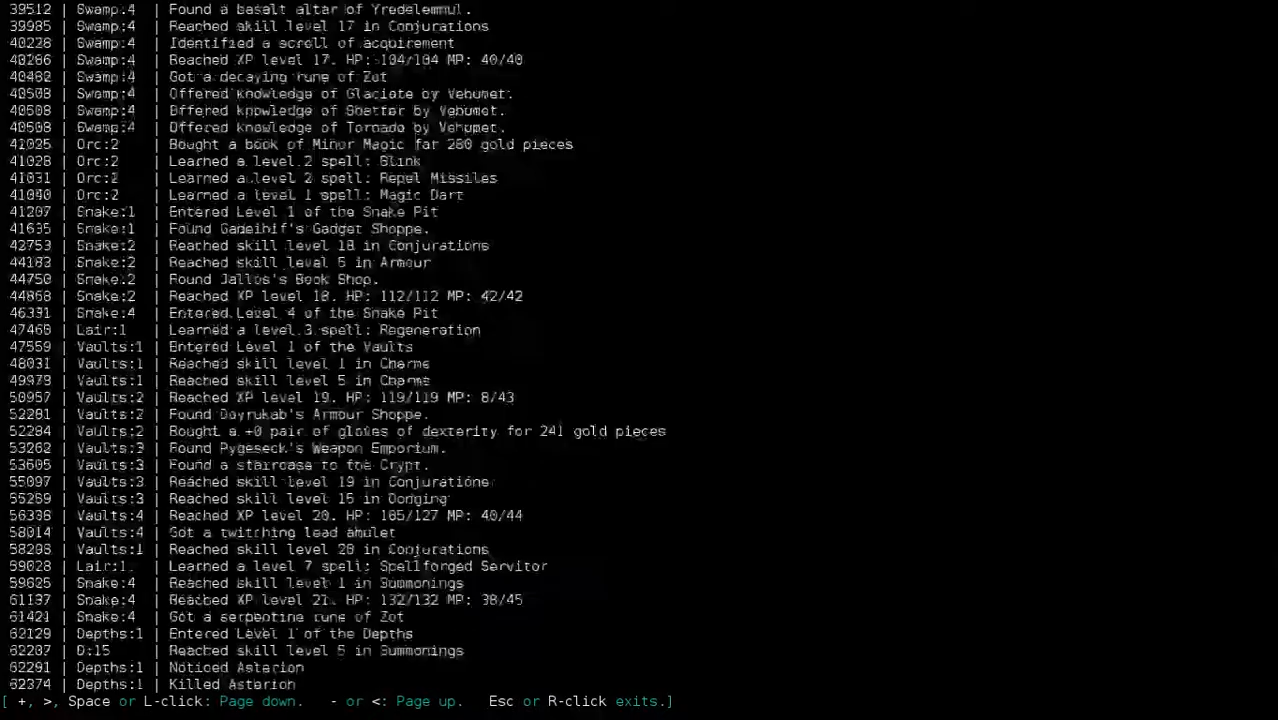 39512 | Swamp:4 | Found a basalt altar of Yredelemnul.
39985 | Swamp:4 | Reached skill level 17 in Conjurations
40228 | Swamp:4 | Identified a scroll of acquirement
40286 | Swamp:4 | Reached XP level 17. HP: 104/104 MP: 40/40
40482 | Swamp:4 | Got a decaying rune of Zot
40508 | Swamp:4 | Offered knowledge of Glaciate by Vehumet.
40508 | Swamp:4 | Offered knowledge of Shatter by Vehumet.
40508 | Swamp:4 | Offered knowledge of Tornado by Vehumet.
41025 | Orc:2 | Bought a book of Minor Magic for 280 gold pieces
41028 | Orc:2 | Learned a level 2 spell: Blink
41031 | Orc:2 | Learned a level 2 spell: Repel Missiles
41040 | Orc:2 | Learned a level 1 spell: Magic Dart
41207 | Snake:1 | Entered Level 1 of the Snake Pit
41635 | Snake:1 | Found Gadeihif's Gadget Shoppe.
42753 | Snake:2 | Reached skill level 18 in Conjurations
44163 | Snake:2 | Reached skill level 5 in Armour
44750 | Snake:2 | Found Jallos's Book Shop.
44868 | Snake:2 | Reached XP level 18. HP: 112/112 MP: 42/42
46331 | Snake:4 | Entered Level 4 of the Snake Pit
47460 | Lair:1 | Learned a level 3 spell: Regeneration
47559 | Vaults:1 | Entered Level 1 of the Vaults
48031 | Vaults:1 | Reached skill level 1 in Charms
49979 | Vaults:1 | Reached skill level 5 in Charms
50957 | Vaults:2 | Reached XP level 19. HP: 119/119 MP: 8/43
52281 | Vaults:2 | Found Doyrukab's Armour Shoppe.
52284 | Vaults:2 | Bought a +0 pair of gloves of dexterity for 241 gold pieces
53262 | Vaults:3 | Found Pygeseck's Weapon Emporium.
53605 | Vaults:3 | Found a staircase to the Crypt.
55097 | Vaults:3 | Reached skill level 19 in Conjurations
55289 | Vaults:3 | Reached skill level 15 in Dodging
56338 | Vaults:4 | Reached XP level 20. HP: 105/127 MP: 40/44
58014 | Vaults:4 | Got a twitching lead amulet
58208 | Vaults:1 | Reached skill level 20 in Conjurations
59028 | Lair:1 | Learned a level 7 spell: Spellforged Servitor
59625 | Snake:4 | Reached skill level 1 in Summonings
61137 | Snake:4 | Reached XP level 21. HP: 132/132 MP: 38/45
61421 | Snake:4 | Got a serpentine rune of Zot
62129 | Depths:1 | Entered Level 1 of the Depths
62207 | D:15 | Reached skill level 5 in Summonings
62291 | Depths:1 | Noticed Asterion
62374 | Depths:1 | Killed Asterion
[ +, >, Space or L-click: Page down. - or <: Page up. Esc or R-click exits.]